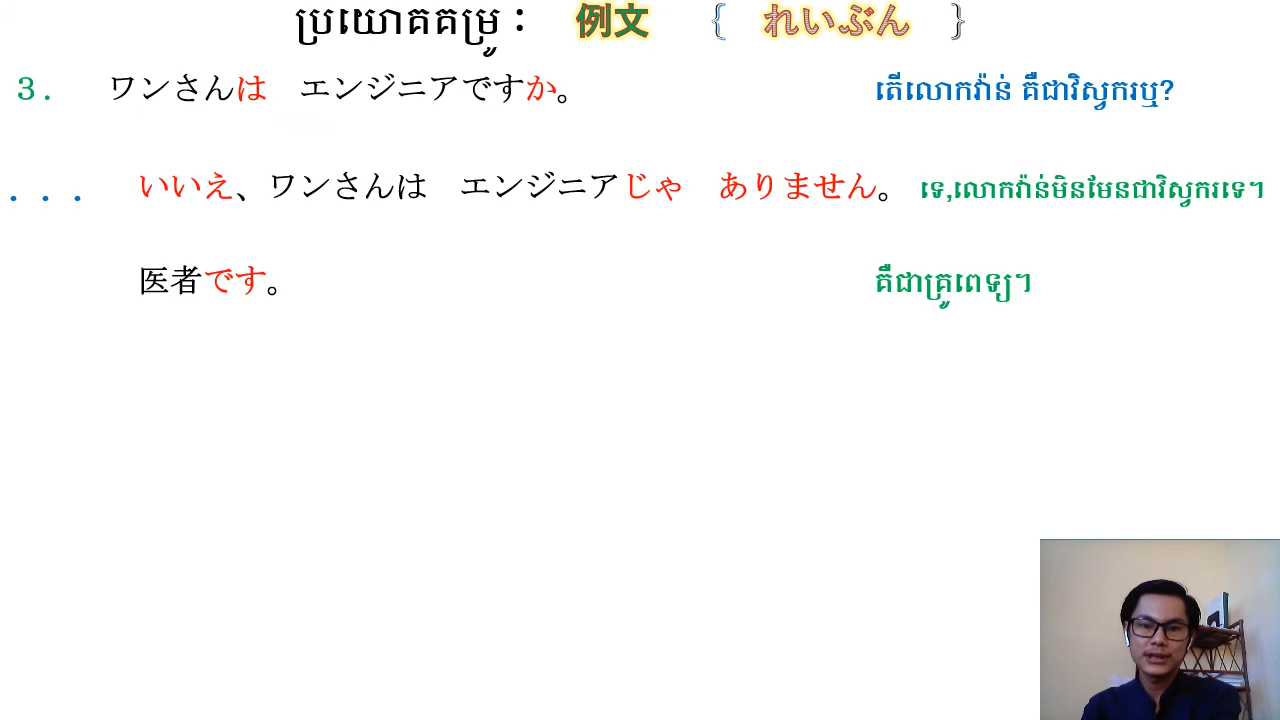 ប្រយោគគម្រូ : 例文 { れいぶん }
3. ワンさんは エンジニアですか。 តើលោកវ៉ាន់ គឺជាវិស្វករឬ?
... いいえ、ワンさんは エンジニアじゃ ありません。 ទេ,លោកវ៉ាន់មិនមែនជាវិស្វករទេ។
医者です。 គឺជាគ្រូពេទ្យ។